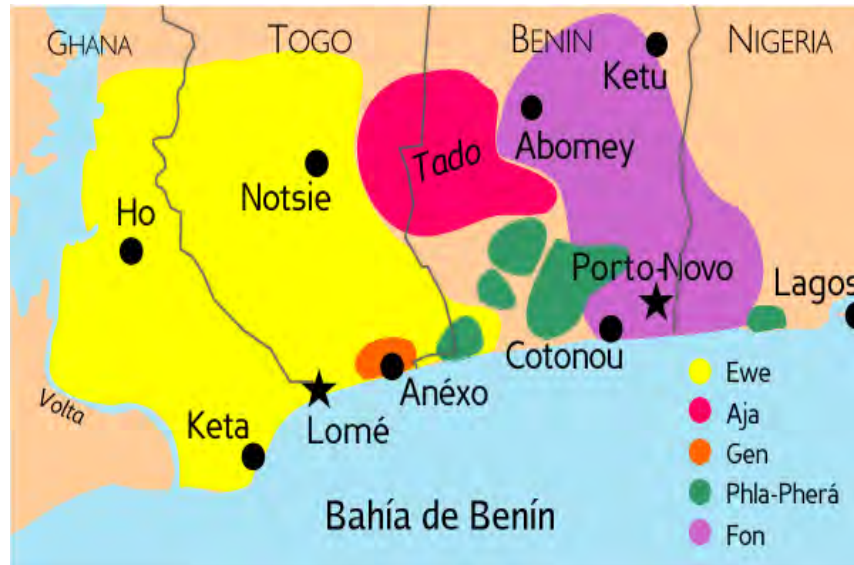 GHANA
TOGO
BENIN
NIGERIA
Ketu
Abomey
Tado
Notsie
Ho
Porto-Novo
Lagos
Cotonou
Anéxo
Volta
Keta
Lomé
Bahía de Benín
Ewe
Aja
Gen
Phla-Pherá
Fon